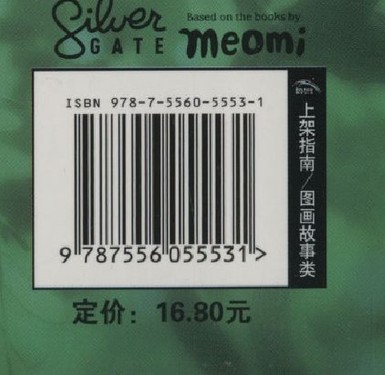 Silver
GATE
Based on the books by
meomi
ISBN 978-7-5560-5553-1
9 787556 055531 >
上架指南/图画故事类
定价：16.80元